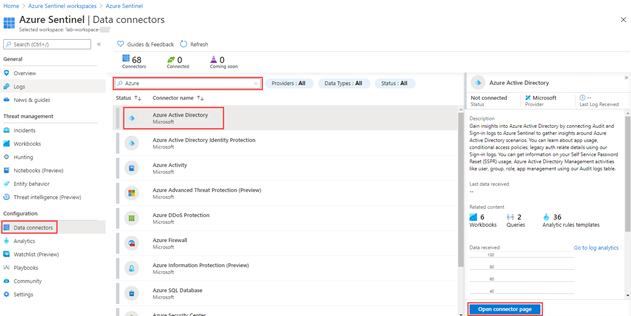 Home > Azure Sentinel workspaces > Azure Sentinel
Azure Sentinel | Data connectors
Selected workspace: 'lab-workspace-
Search (Ctrl+/)
«
General
Overview
Logs
News & guides
Threat management
Incidents
Workbooks
Hunting
Notebooks (Preview)
Entity behavior
Threat intelligence (Preview)
Configuration
Data connectors
Analytics
Watchlist (Preview)
Playbooks
Community
Settings
Guides & Feedback
Refresh
68
Connectors
0
Connected
0
Coming soon
Azure
Providers : All
Data Types : All
Status : All
Status ↑↓
Connector name ↑↓
Azure Active Directory
Microsoft
Azure Active Directory Identity Protection
Microsoft
Azure Activity
Microsoft
Azure Advanced Threat Protection (Preview)
Microsoft
Azure DDoS Protection
Microsoft
Azure Firewall
Microsoft
Azure Information Protection (Preview)
Microsoft
Azure SQL Database
Microsoft
Azure Security Center
Azure Active Directory
Not connected
Status
Microsoft
Provider
--
Last Log Received
Description
Gain insights into Azure Active Directory by connecting Audit and
Sign-in logs to Azure Sentinel to gather insights around Azure
Active Directory scenarios. You can learn about app usage,
conditional access policies, legacy auth relate details using our
Sign-in logs. You can get information on your Self Service Password
Reset (SSPR) usage, Azure Active Directory Management activities
like user, group, role, app management using our Audit logs table.
Last data received
--
Related content
6
Workbooks
2
Queries
36
Analytic rules templates
Data received
Go to log analytics
100
80
60
40
Open connector page